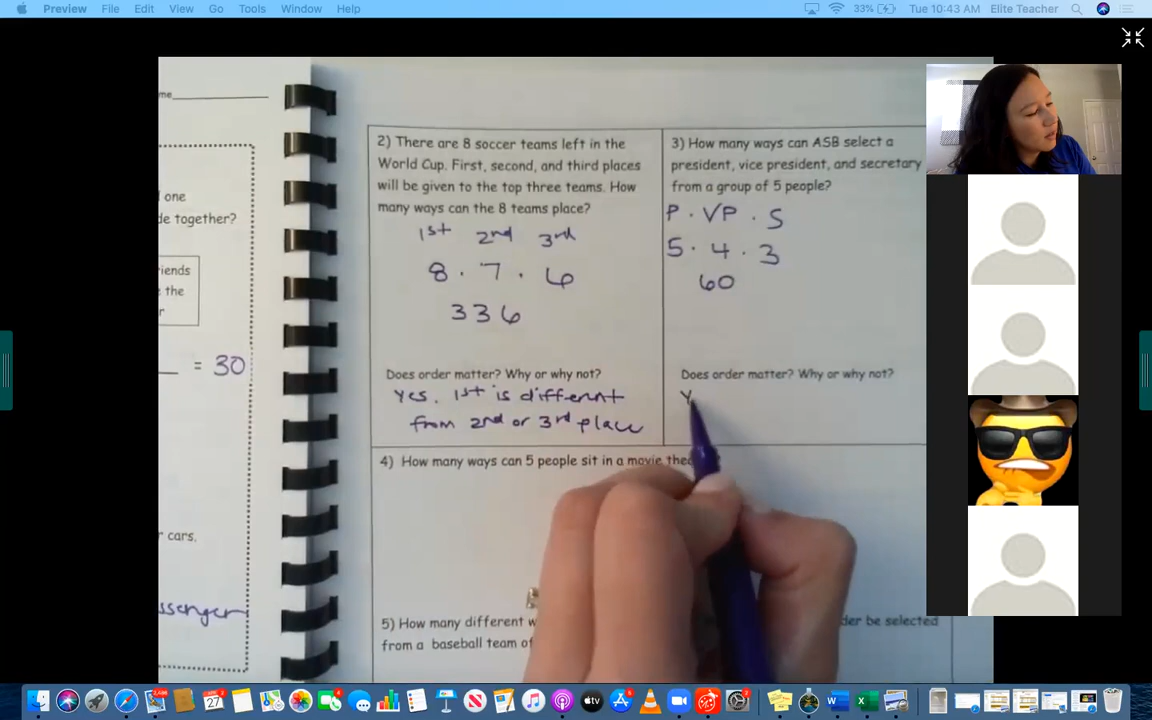 Preview File Edit View Go Tools Window Help
33% Tue 10:43 AM Elite Teacher
me
one
de together?
iends
the
r
= 30
r cars,
ssenger
2) There are 8 soccer teams left in the
World Cup. First, second, and third places
will be given to the top three teams. How
many ways can the 8 teams place?
1st 2nd 3rd
8 · 7 · 6
336
Does order matter? Why or why not?
Yes. 1st is different
from 2nd or 3rd place
3) How many ways can ASB select a
president, vice president, and secretary
from a group of 5 people?
P · VP · S
5 · 4 · 3
60
Does order matter? Why or why not?
Y
4) How many ways can 5 people sit in a movie thea
5) How many different w
der be selected
from a baseball team of
27